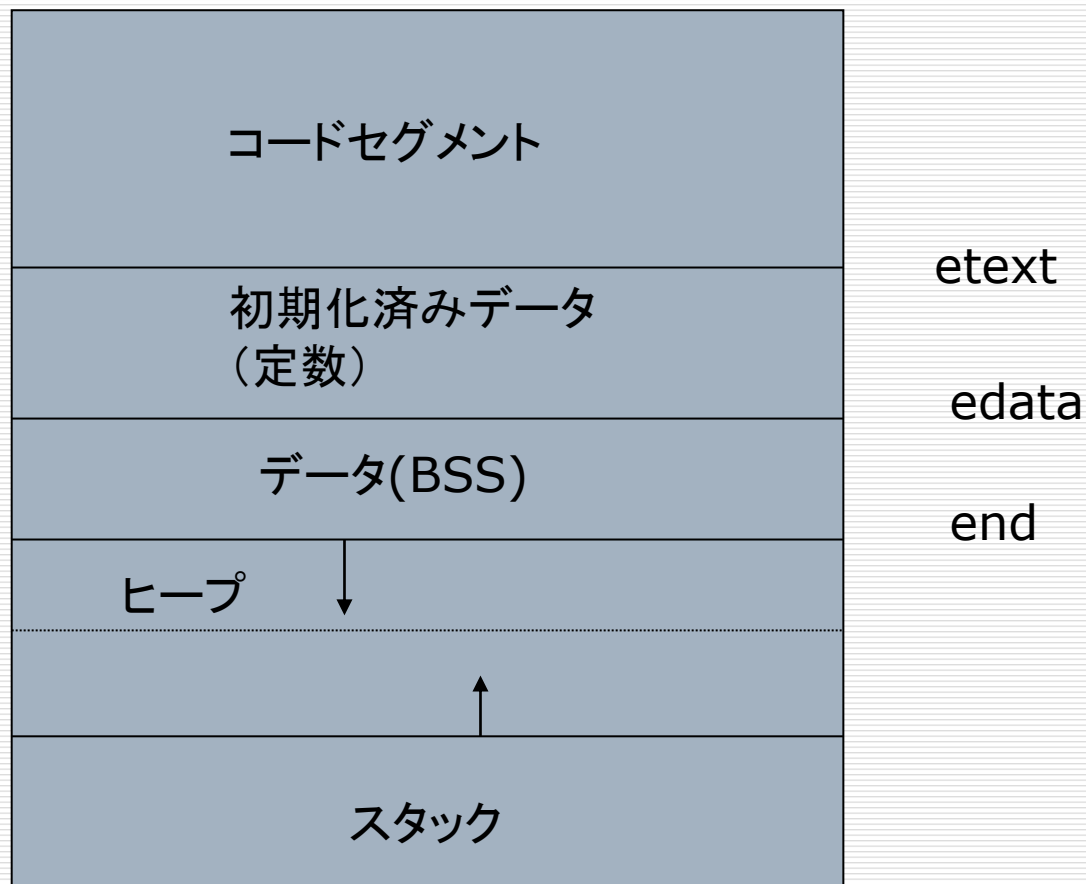 コードセグメント
etext
初期化済みデータ
（定数）
edata
データ(BSS)
end
ヒープ
スタック